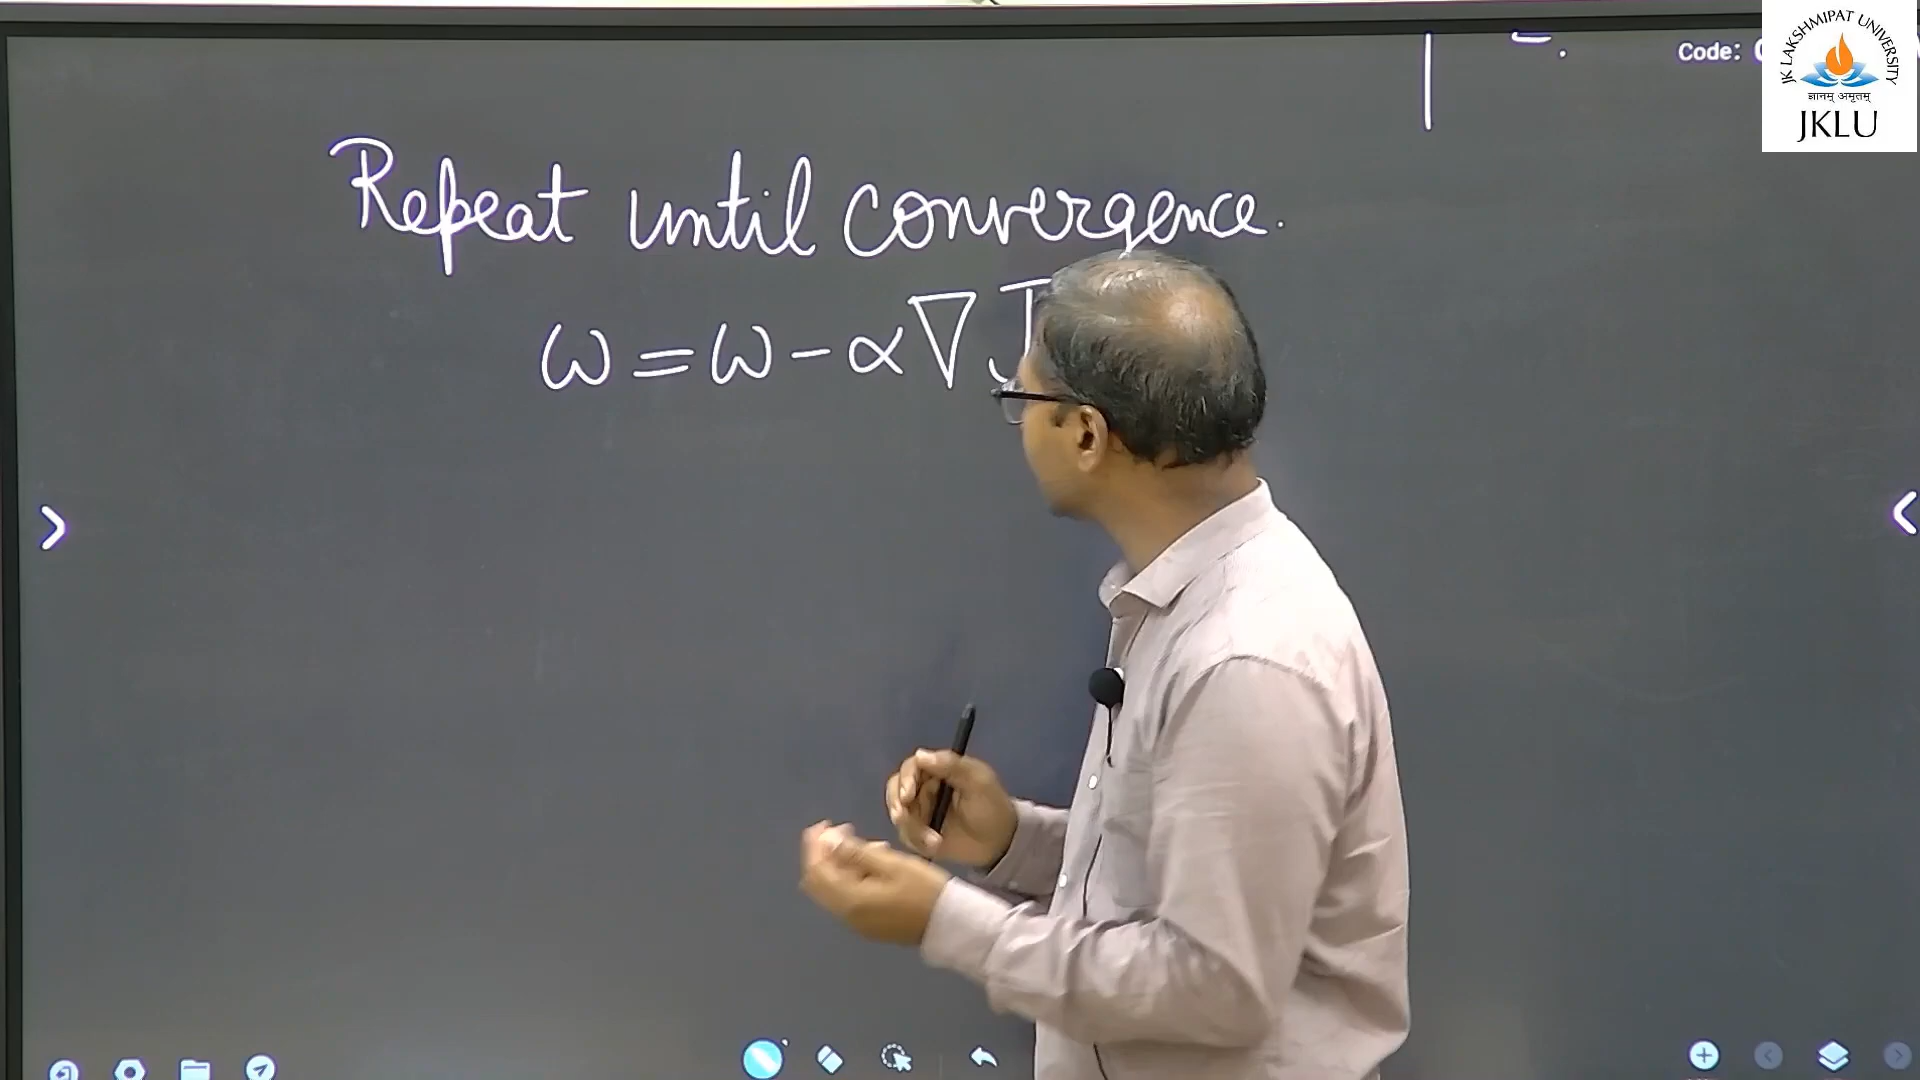 Code:
JK LAKSHMIPAT UNIVERSITY
ज्ञानम् अमृतम्
JKLU
Repeat until convergence.
ω = ω - α ∇ J